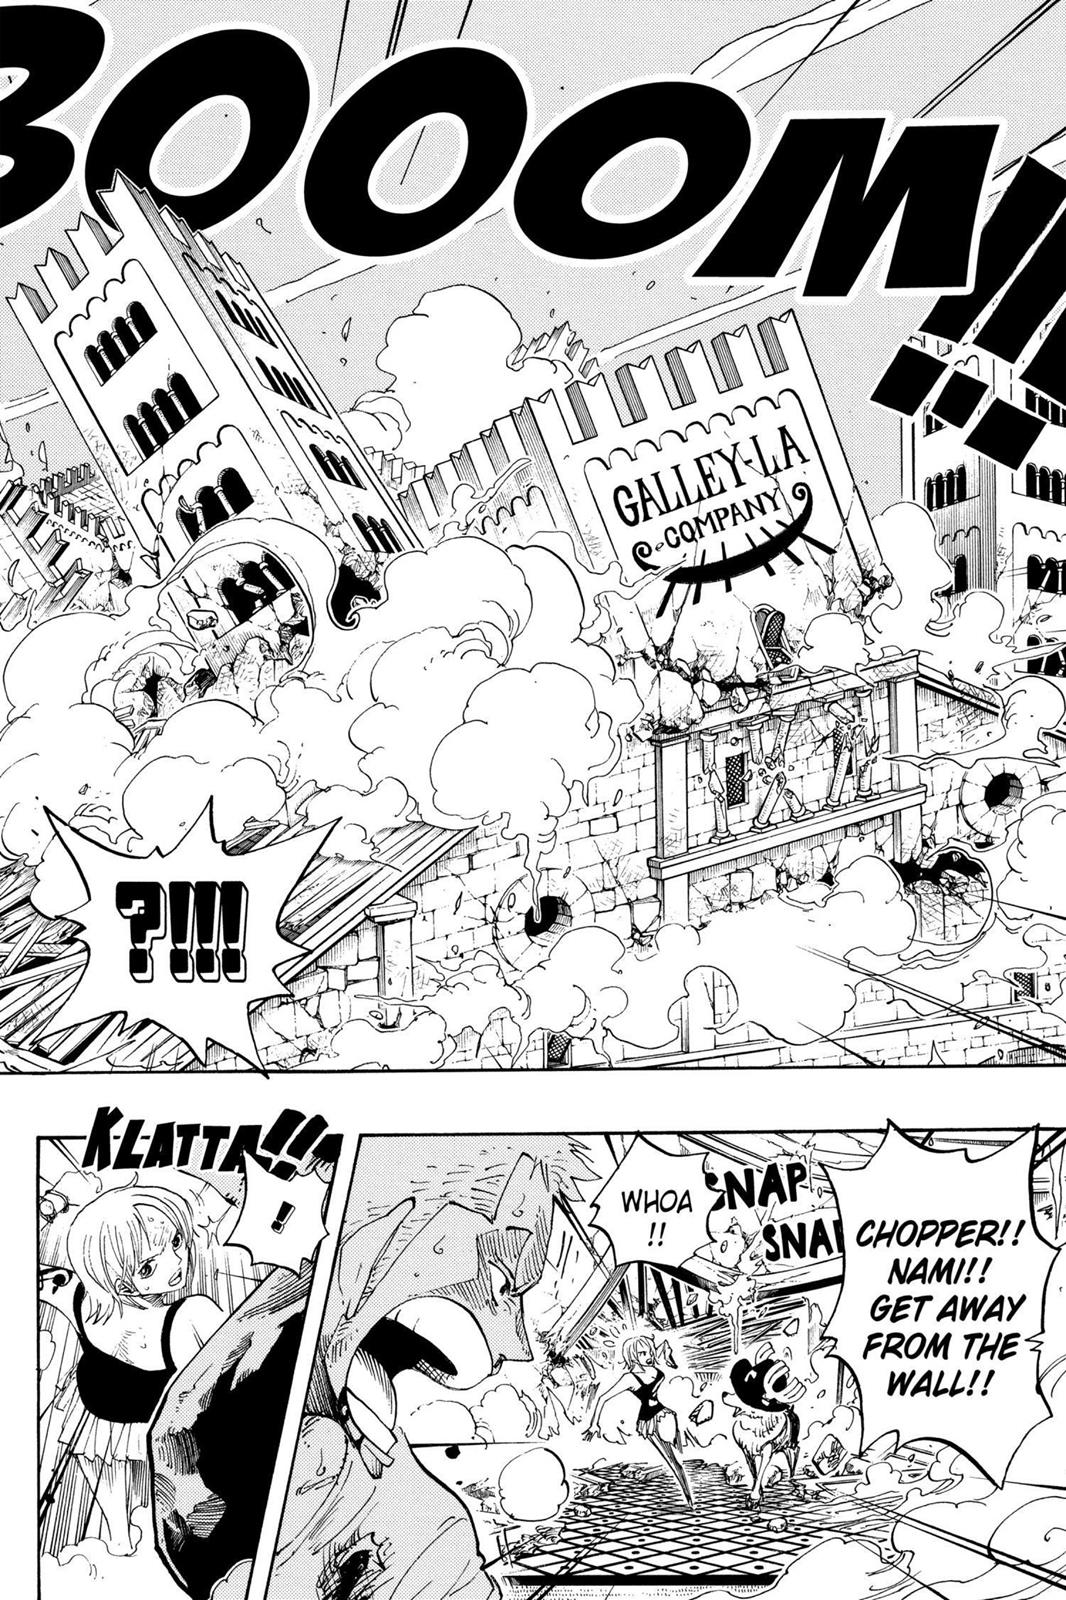 BOOOM!!!
GALLEY-LA
COMPANY
?!!!
CHOPPER!!
NAMI!!
GET AWAY
FROM THE
WALL!!
SNAP
SNAP
WHOA
!!
KLATTA!!!
!